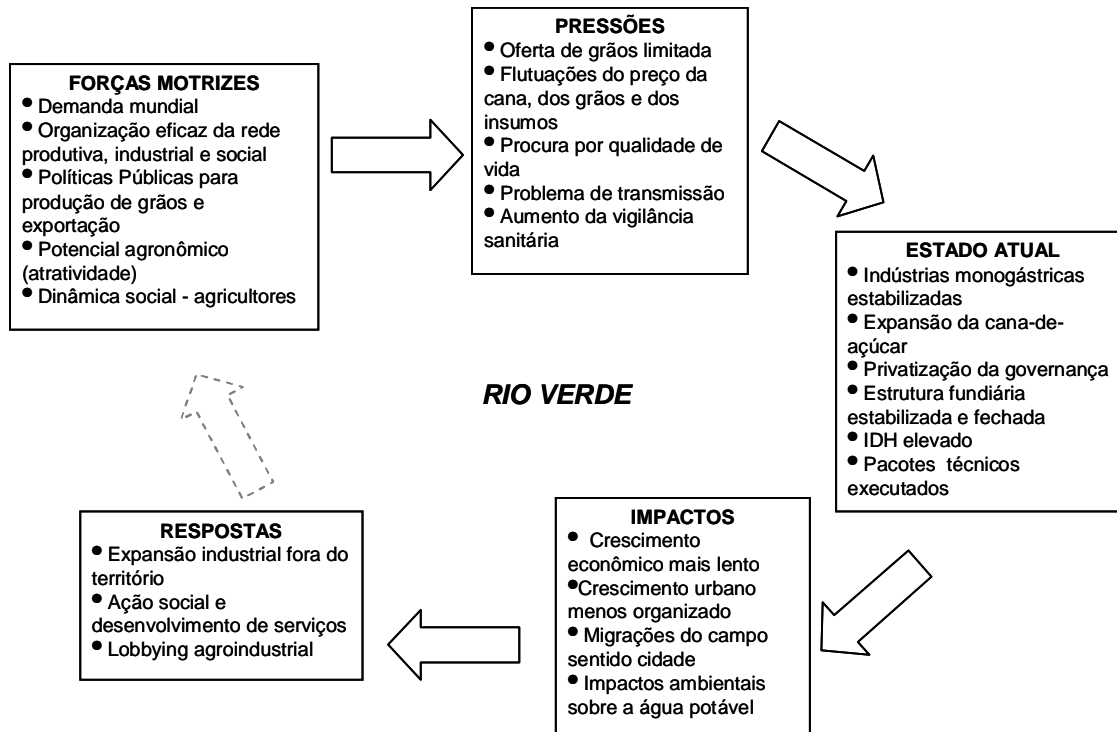 FORÇAS MOTRIZES
• Demanda mundial
• Organização eficaz da rede
produtiva, industrial e social
• Políticas Públicas para
produção de grãos e
exportação
• Potencial agronômico
(atratividade)
• Dinâmica social - agricultores
PRESSÕES
• Oferta de grãos limitada
• Flutuações do preço da
cana, dos grãos e dos
insumos
• Procura por qualidade de
vida
• Problema de transmissão
• Aumento da vigilância
sanitária
ESTADO ATUAL
• Indústrias monogástricas
estabilizadas
• Expansão da cana-de-
açúcar
• Privatização da governança
• Estrutura fundiária
estabilizada e fechada
• IDH elevado
• Pacotes técnicos
executados
RIO VERDE
IMPACTOS
• Crescimento
econômico mais lento
•Crescimento urbano
menos organizado
• Migrações do campo
sentido cidade
• Impactos ambientais
sobre a água potável
RESPOSTAS
• Expansão industrial fora do
território
• Ação social e
desenvolvimento de serviços
• Lobbying agroindustrial